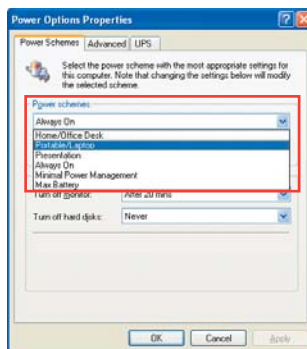 Power Options Properties
Power Schemes Advanced UPS
Select the power scheme with the most appropriate settings for
this computer. Note that changing the settings below will modify
the selected scheme.
Power schemes
Always On
Home/Office Desk
Portable/Laptop
Presentation
Always On
Minimal Power Management
Max Battery
Turn off monitor: After 20 mins
Turn off hard disks: Never
OK Cancel Apply